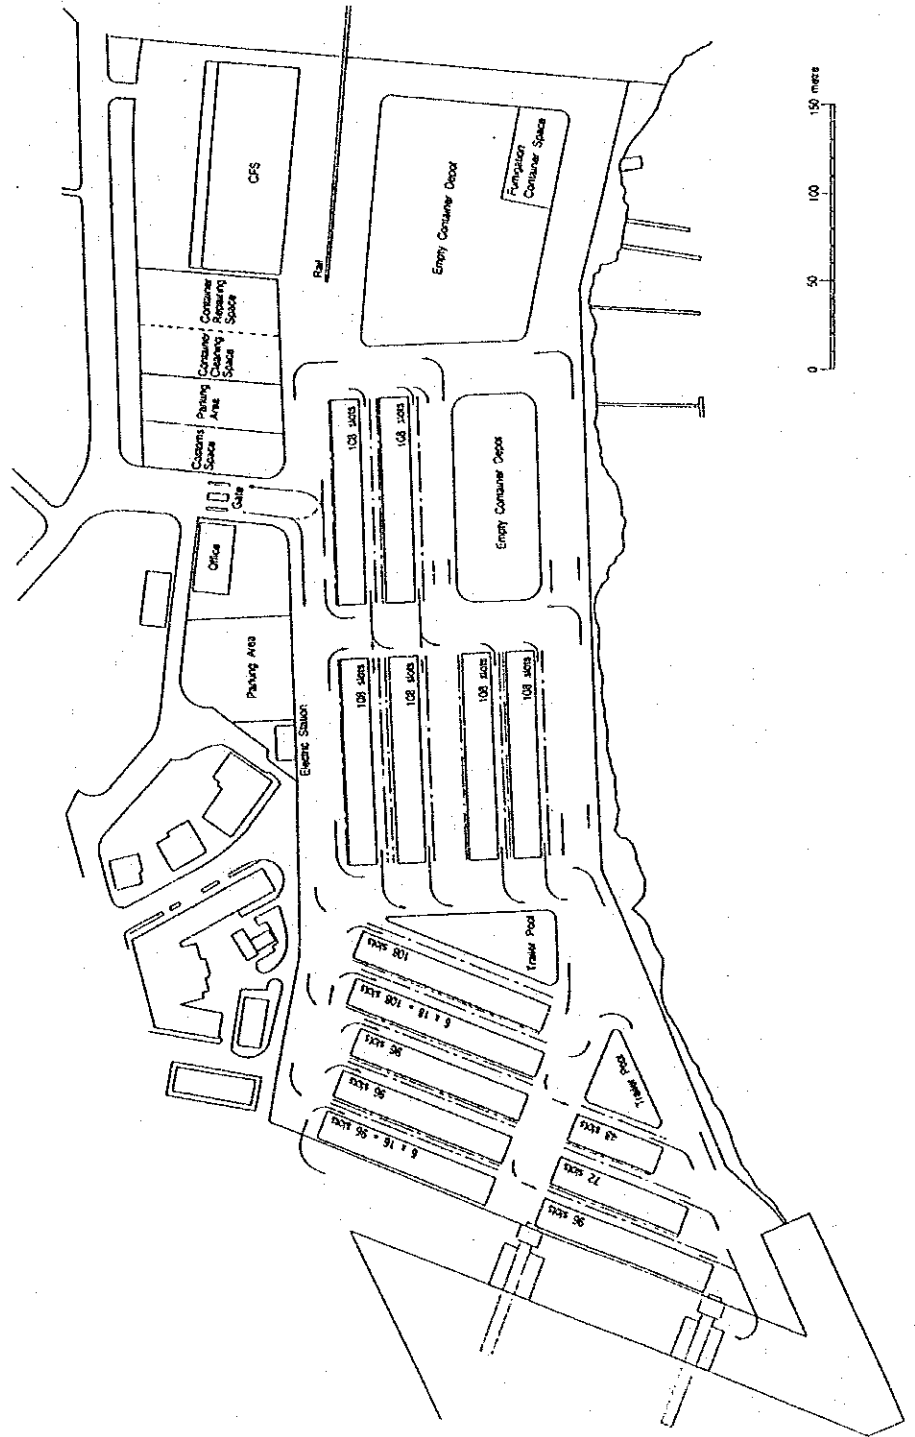 CFS
Rail
Empty Container Depot
Fumigation
Container Space
150 metre
100
50
0
Container
Repairing
Space
Container
Cleaning
Space
Parking
Area
Customs
Space
Gate
Office
Parking Area
Electric Station
108 slots
108 slots
Empty Container Depot
108 slots
108 slots
108 slots
108 slots
Trailer Pool
108 slots
6 x 18 = 108 slots
96 slots
96 slots
6 x 16 = 96 slots
Trailer Pool
48 slots
72 slots
96 slots